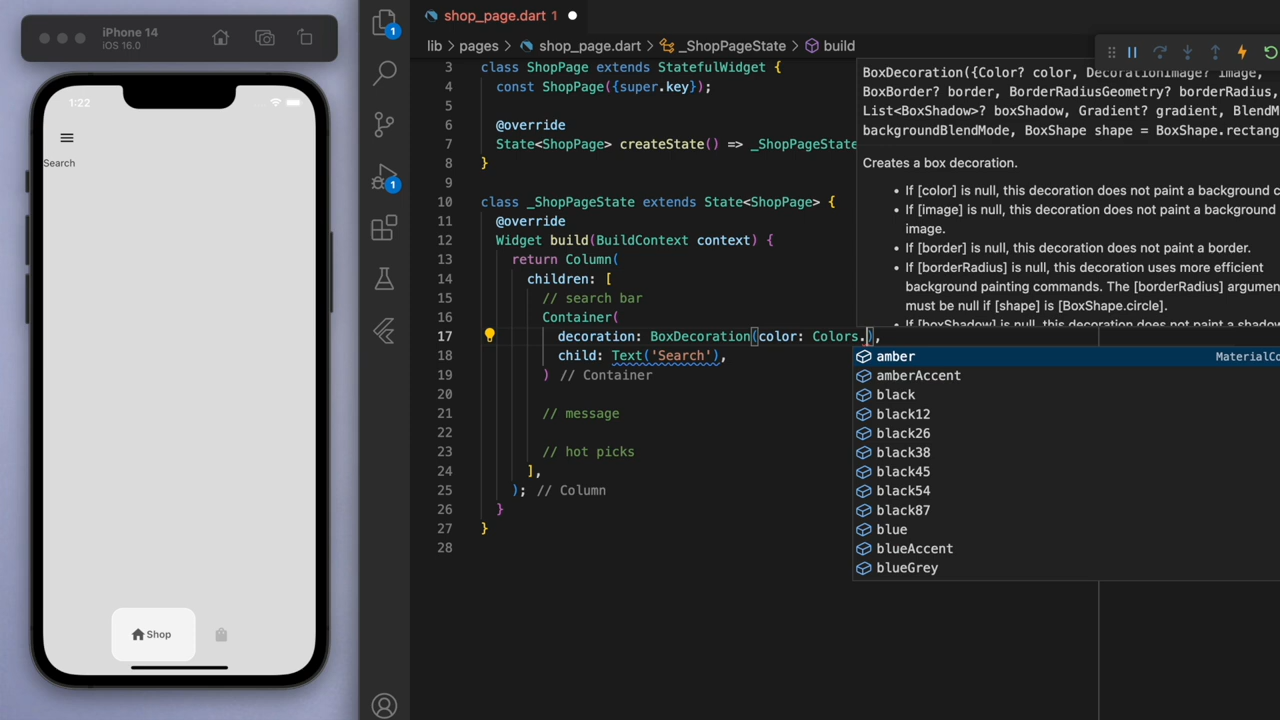 iPhone 14
iOS 16.0
1:22
Search
Shop
1
1
shop_page.dart 1
lib > pages > shop_page.dart > _ShopPageState > build
3 class ShopPage extends StatefulWidget {
4 const ShopPage({super.key});
5
6 @override
7 State<ShopPage> createState() => _ShopPageState
8 }
9
10 class _ShopPageState extends State<ShopPage> {
11 @override
12 Widget build(BuildContext context) {
13 return Column(
14 children: [
15 // search bar
16 Container(
17 decoration: BoxDecoration(color: Colors.),
18 child: Text('Search'),
19 ) // Container
20
21 // message
22
23 // hot picks
24 ],
25 ); // Column
26 }
27 }
28
BoxDecoration({Color? color, DecorationImage? image,
BoxBorder? border, BorderRadiusGeometry? borderRadius,
List<BoxShadow>? boxShadow, Gradient? gradient, BlendM
backgroundBlendMode, BoxShape shape = BoxShape.rectang
Creates a box decoration.
• If [color] is null, this decoration does not paint a background c
• If [image] is null, this decoration does not paint a background
image.
• If [border] is null, this decoration does not paint a border.
• If [borderRadius] is null, this decoration uses more efficient
background painting commands. The [borderRadius] argumen
must be null if [shape] is [BoxShape.circle].
• If [boxShadow] is null, this decoration does not paint a shadow
amber MaterialCo
amberAccent
black
black12
black26
black38
black45
black54
black87
blue
blueAccent
blueGrey